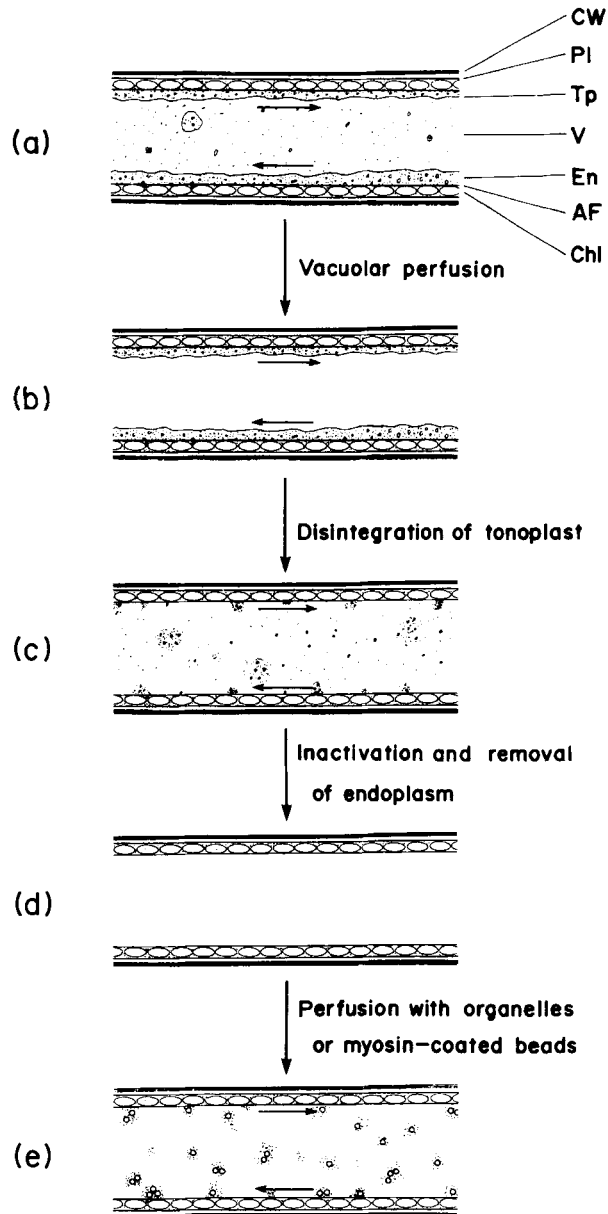 CW
Pl
Tp
(a)
V
En
AF
Chl
Vacuolar perfusion
(b)
Disintegration of tonoplast
(c)
Inactivation and removal
of endoplasm
(d)
Perfusion with organelles
or myosin-coated beads
(e)